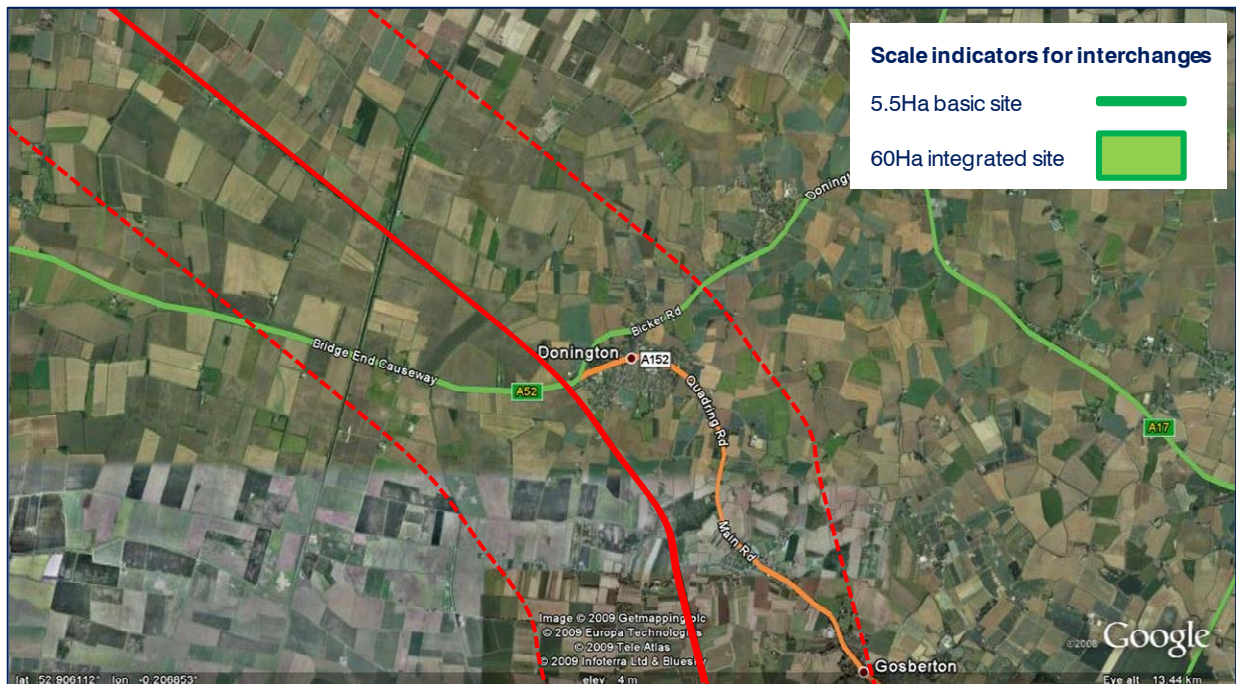 Scale indicators for interchanges
5.5Ha basic site
60Ha integrated site
Bicker Rd
Donington
A152
Bridge End Causeway
A52
Quadring Rd
A17
Main Rd
Image © 2009 Getmapping plc
© 2009 Europa Technologies
© 2009 Tele Atlas
© 2009 Infoterra Ltd & Bluesky
©2008 Google
Gosberton
lat 52.906112° lon -0.206853° elev 4 m Eye alt 13.44 km